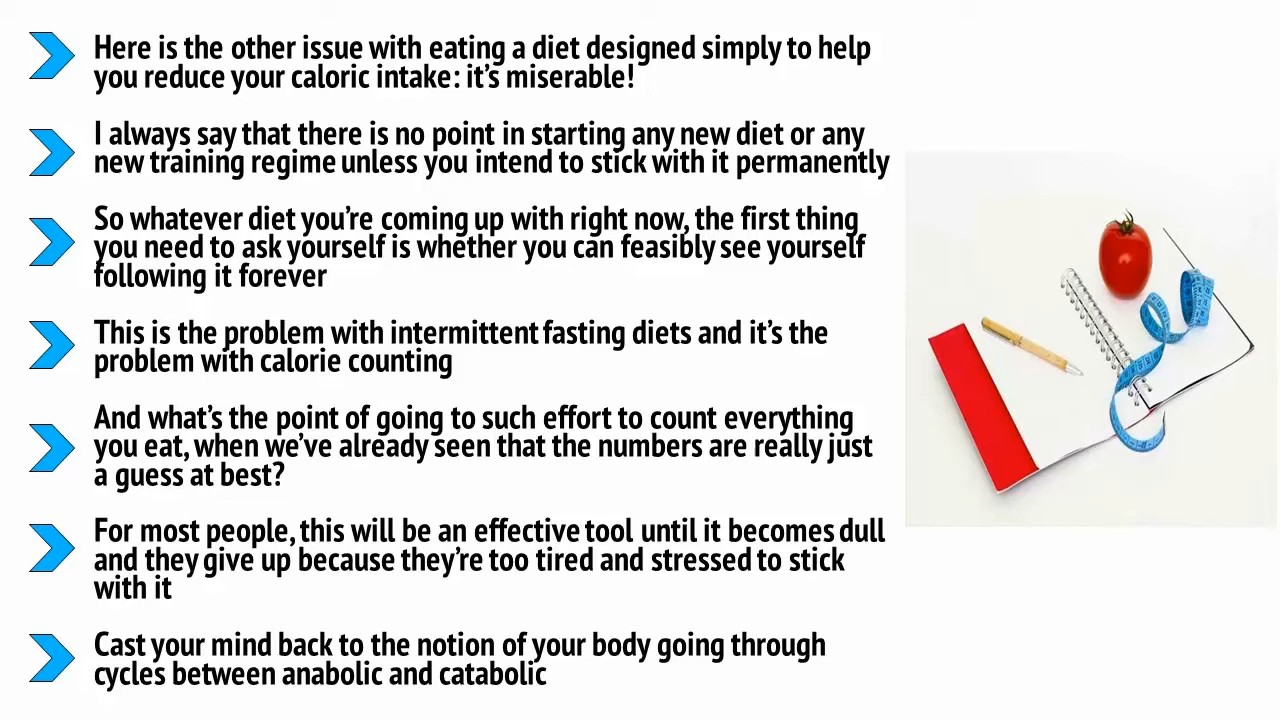 Here is the other issue with eating a diet designed simply to help
you reduce your caloric intake: it's miserable!
I always say that there is no point in starting any new diet or any
new training regime unless you intend to stick with it permanently
So whatever diet you're coming up with right now, the first thing
you need to ask yourself is whether you can feasibly see yourself
following it forever
This is the problem with intermittent fasting diets and it's the
problem with calorie counting
And what's the point of going to such effort to count everything
you eat, when we've already seen that the numbers are really just
a guess at best?
For most people, this will be an effective tool until it becomes dull
and they give up because they're too tired and stressed to stick
with it
Cast your mind back to the notion of your body going through
cycles between anabolic and catabolic